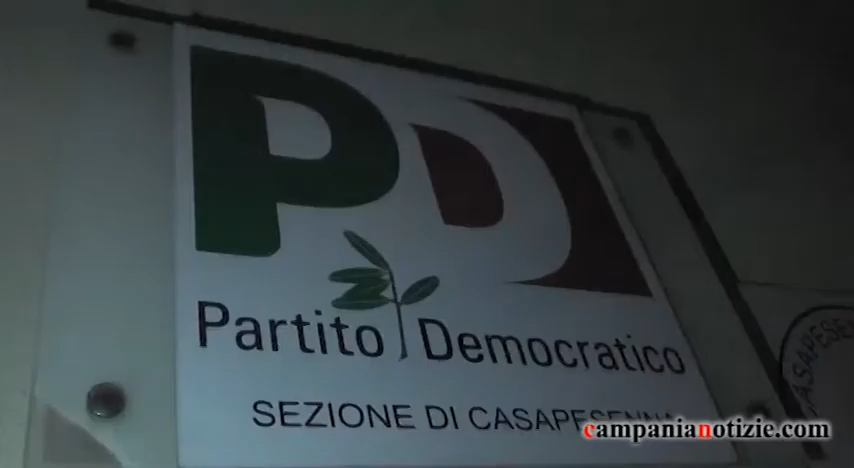 PD
Partito Democratico
SEZIONE DI CASAPESENNA
campanianotizie.com